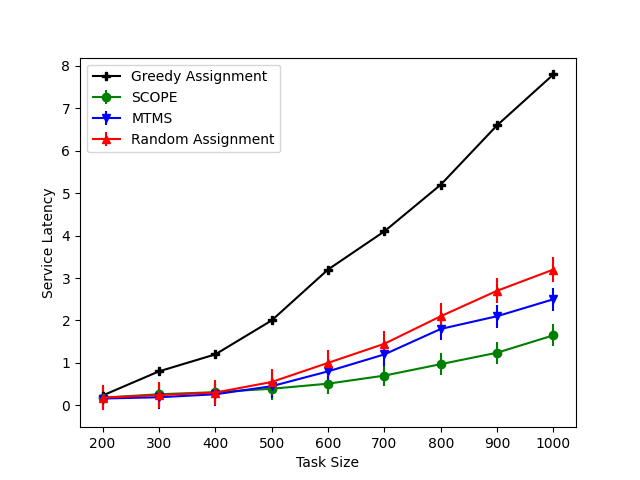 Greedy Assignment
SCOPE
MTMS
Random Assignment
8
7
6
5
4
3
2
1
0
Service Latency
200 300 400 500 600 700 800 900 1000
Task Size